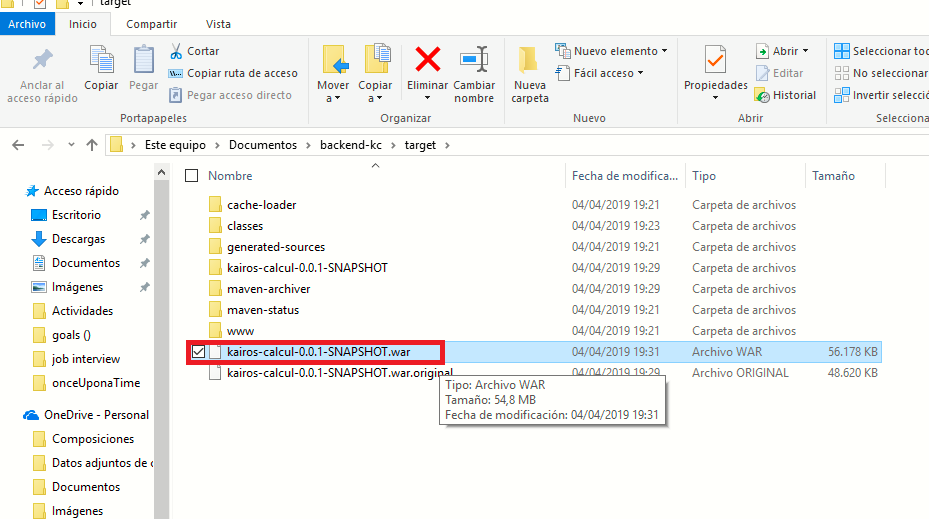 target
Archivo Inicio Compartir Vista
Anclar al acceso rápido
Copiar
Pegar
Cortar
Copiar ruta de acceso
Pegar acceso directo
Portapapeles
Mover a
Copiar a
Eliminar
Cambiar nombre
Organizar
Nueva carpeta
Nuevo elemento
Fácil acceso
Nuevo
Propiedades
Abrir
Editar
Historial
Abrir
Seleccionar
No seleccionar
Invertir
Este equipo > Documentos > backend-kc > target >
Acceso rápido
Escritorio
Descargas
Documentos
Imágenes
Actividades
goals ()
job interview
onceUponaTime
OneDrive - Personal
Composiciones
Datos adjuntos de
Documentos
Imágenes
Nombre Fecha de modifica... Tipo Tamaño
cache-loader 04/04/2019 19:21 Carpeta de archivos
classes 04/04/2019 19:23 Carpeta de archivos
generated-sources 04/04/2019 19:21 Carpeta de archivos
kairos-calcul-0.0.1-SNAPSHOT 04/04/2019 19:29 Carpeta de archivos
maven-archiver 04/04/2019 19:29 Carpeta de archivos
maven-status 04/04/2019 19:21 Carpeta de archivos
www 04/04/2019 19:21 Carpeta de archivos
kairos-calcul-0.0.1-SNAPSHOT.war 04/04/2019 19:31 Archivo WAR 56.178 KB
kairos-calcul-0.0.1-SNAPSHOT.war.original 04/04/2019 19:29 Archivo ORIGINAL 48.620 KB
Tipo: Archivo WAR
Tamaño: 54,8 MB
Fecha de modificación: 04/04/2019 19:31